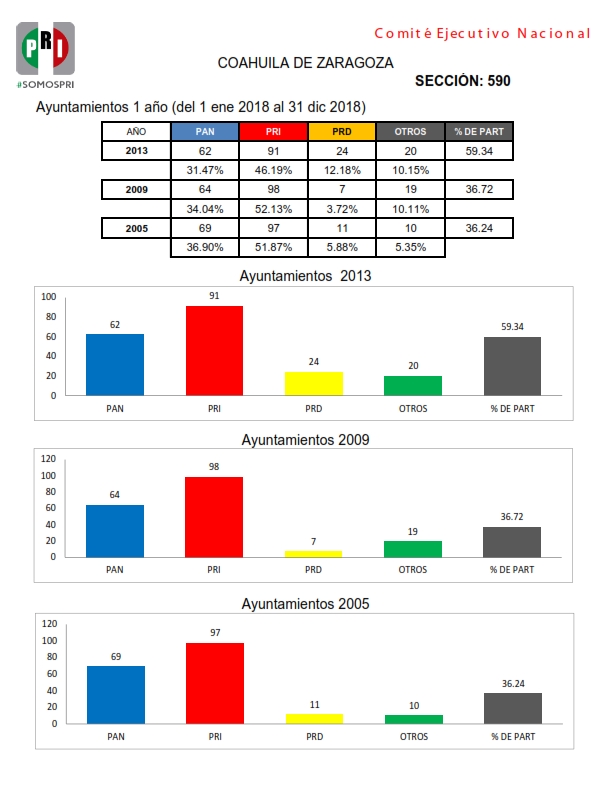 Comité Ejecutivo Nacional
PRI
#SOMOSPRI
COAHUILA DE ZARAGOZA
SECCIÓN: 590
Ayuntamientos 1 año (del 1 ene 2018 al 31 dic 2018)
AÑO PAN PRI PRD OTROS % DE PART
2013 62 91 24 20 59.34
31.47% 46.19% 12.18% 10.15%
2009 64 98 7 19 36.72
34.04% 52.13% 3.72% 10.11%
2005 69 97 11 10 36.24
36.90% 51.87% 5.88% 5.35%
Ayuntamientos 2013
100
80
60
40
20
0
62
91
24
20
59.34
PAN PRI PRD OTROS % DE PART
Ayuntamientos 2009
120
100
80
60
40
20
0
64
98
7
19
36.72
PAN PRI PRD OTROS % DE PART
Ayuntamientos 2005
120
100
80
60
40
20
0
69
97
11
10
36.24
PAN PRI PRD OTROS % DE PART